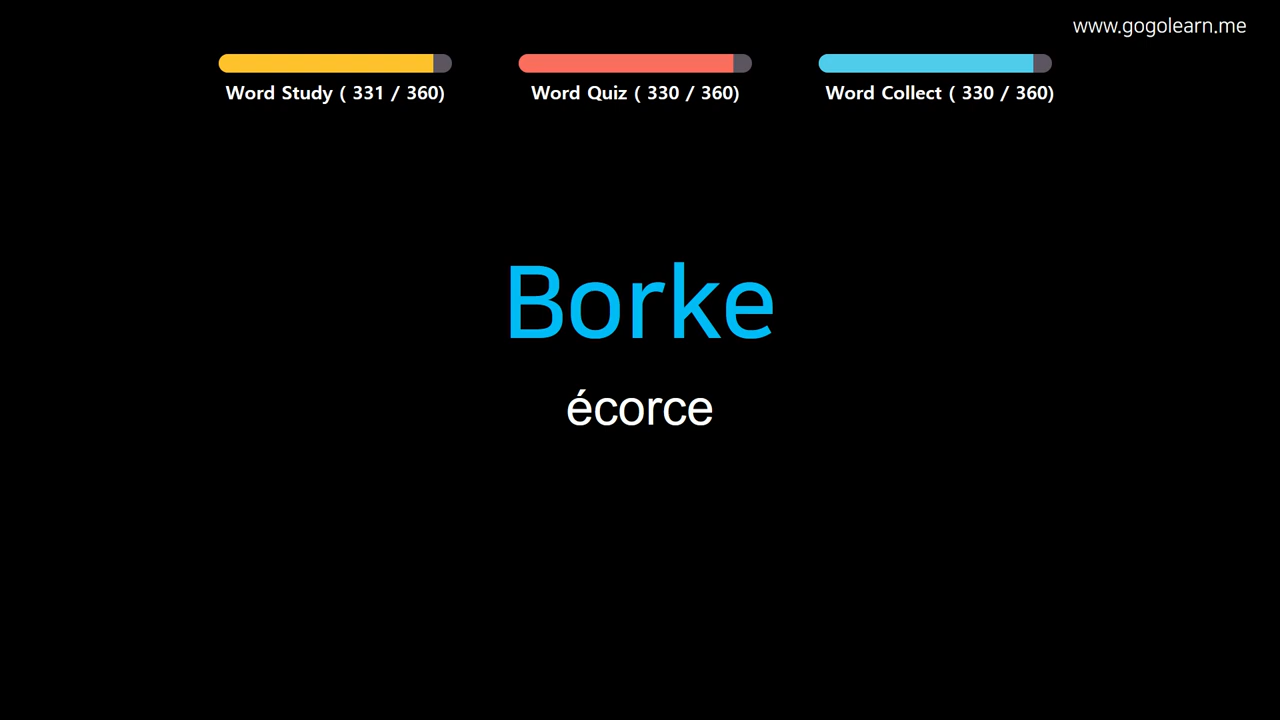 www.gogolearn.me
Word Study ( 331 / 360)
Word Quiz ( 330 / 360)
Word Collect ( 330 / 360)
Borke
écorce